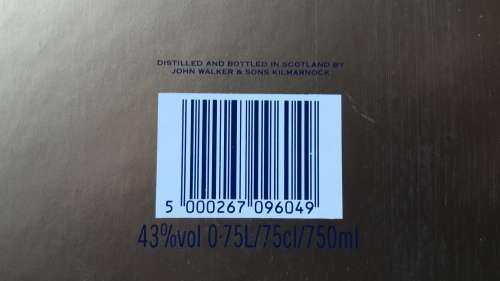 DISTILLED AND BOTTLED IN SCOTLAND BY
JOHN WALKER & SONS KILMARNOCK
5 000267 096049
43%vol 0·75L/75cl/750ml